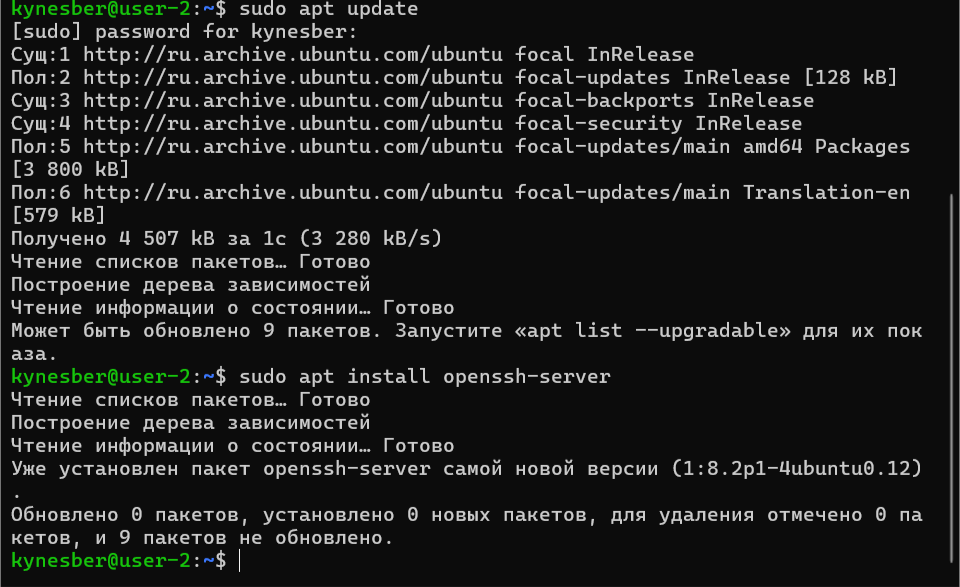 kynesber@user-2:~$ sudo apt update
[sudo] password for kynesber:
Сущ:1 http://ru.archive.ubuntu.com/ubuntu focal InRelease
Пол:2 http://ru.archive.ubuntu.com/ubuntu focal-updates InRelease [128 kB]
Сущ:3 http://ru.archive.ubuntu.com/ubuntu focal-backports InRelease
Сущ:4 http://ru.archive.ubuntu.com/ubuntu focal-security InRelease
Пол:5 http://ru.archive.ubuntu.com/ubuntu focal-updates/main amd64 Packages
[3 800 kB]
Пол:6 http://ru.archive.ubuntu.com/ubuntu focal-updates/main Translation-en
[579 kB]
Получено 4 507 kB за 1с (3 280 kB/s)
Чтение списков пакетов… Готово
Построение дерева зависимостей
Чтение информации о состоянии… Готово
Может быть обновлено 9 пакетов. Запустите «apt list --upgradable» для их пок
аза.
kynesber@user-2:~$ sudo apt install openssh-server
Чтение списков пакетов… Готово
Построение дерева зависимостей
Чтение информации о состоянии… Готово
Уже установлен пакет openssh-server самой новой версии (1:8.2p1-4ubuntu0.12)
.
Обновлено 0 пакетов, установлено 0 новых пакетов, для удаления отмечено 0 па
кетов, и 9 пакетов не обновлено.
kynesber@user-2:~$